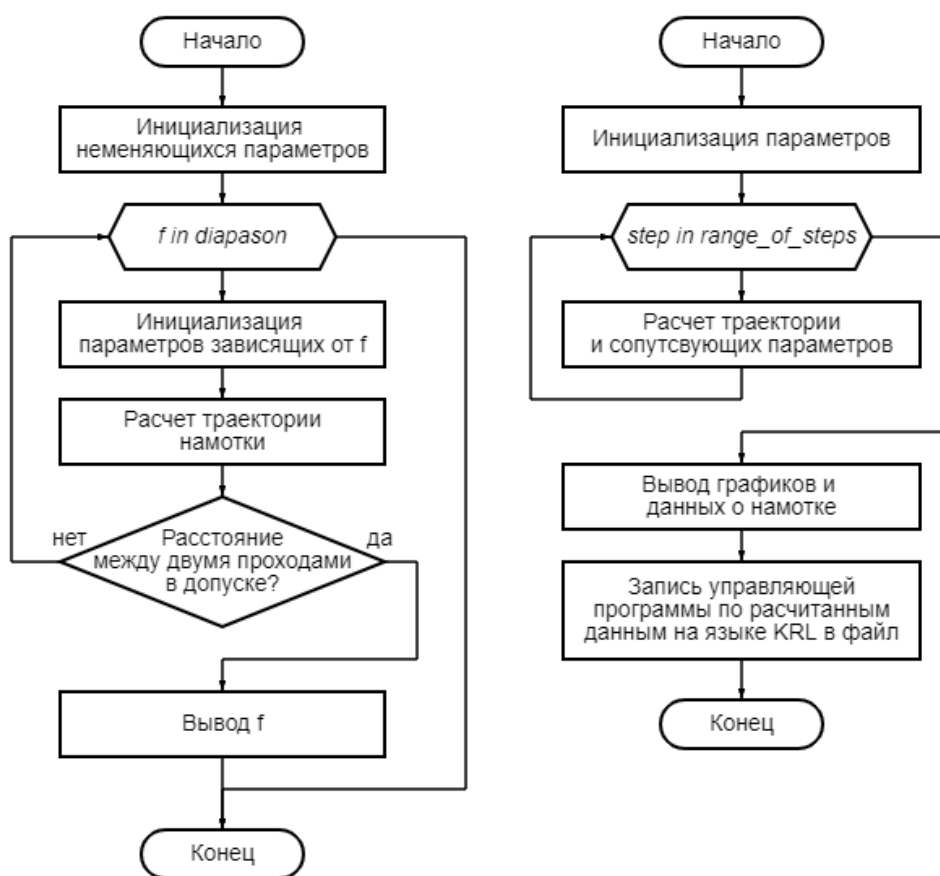 Начало
Инициализация
неменяющихся параметров
f in diapason
Инициализация
параметров зависящих от f
Расчет траектории
намотки
нет
Расстояние
между двумя проходами
в допуске?
да
Вывод f
Конец
Начало
Инициализация параметров
step in range_of_steps
Расчет траектории
и сопутсвующих параметров
Вывод графиков и
данных о намотке
Запись управляющей
программы по расчитанным
данным на языке KRL в файл
Конец